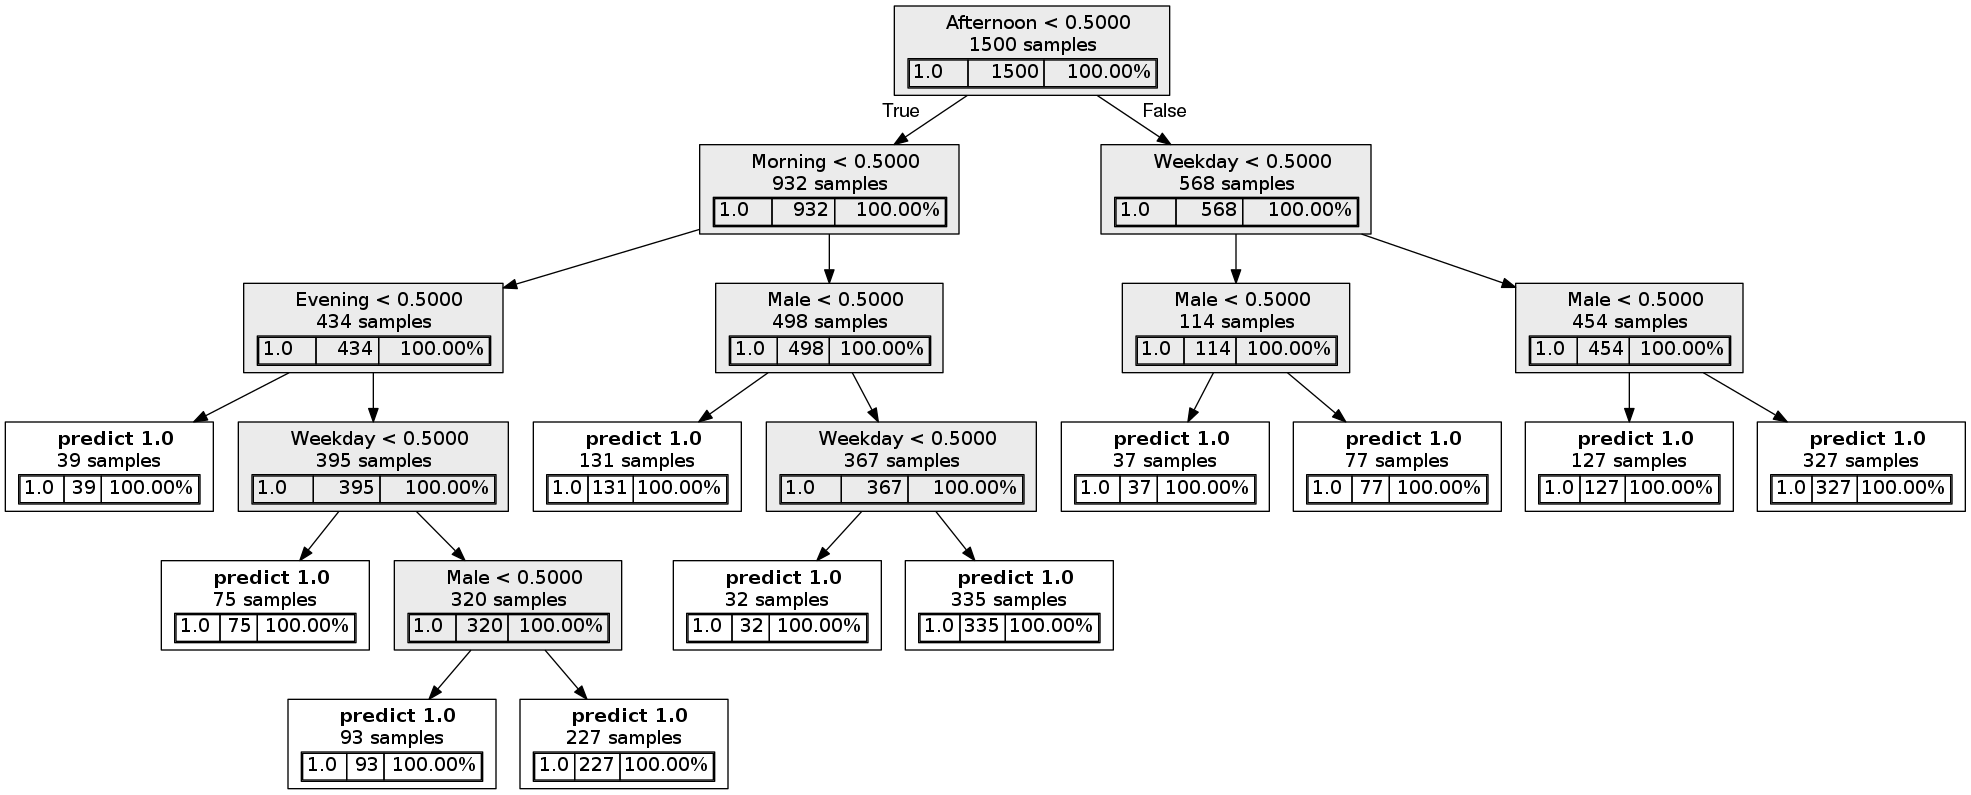 Afternoon < 0.5000
1500 samples
1.0 1500 100.00%
True False
Morning < 0.5000
932 samples
1.0 932 100.00%
Weekday < 0.5000
568 samples
1.0 568 100.00%
Evening < 0.5000
434 samples
1.0 434 100.00%
Male < 0.5000
498 samples
1.0 498 100.00%
Male < 0.5000
114 samples
1.0 114 100.00%
Male < 0.5000
454 samples
1.0 454 100.00%
predict 1.0
39 samples
1.0 39 100.00%
Weekday < 0.5000
395 samples
1.0 395 100.00%
predict 1.0
131 samples
1.0 131 100.00%
Weekday < 0.5000
367 samples
1.0 367 100.00%
predict 1.0
37 samples
1.0 37 100.00%
predict 1.0
77 samples
1.0 77 100.00%
predict 1.0
127 samples
1.0 127 100.00%
predict 1.0
327 samples
1.0 327 100.00%
predict 1.0
75 samples
1.0 75 100.00%
Male < 0.5000
320 samples
1.0 320 100.00%
predict 1.0
32 samples
1.0 32 100.00%
predict 1.0
335 samples
1.0 335 100.00%
predict 1.0
93 samples
1.0 93 100.00%
predict 1.0
227 samples
1.0 227 100.00%